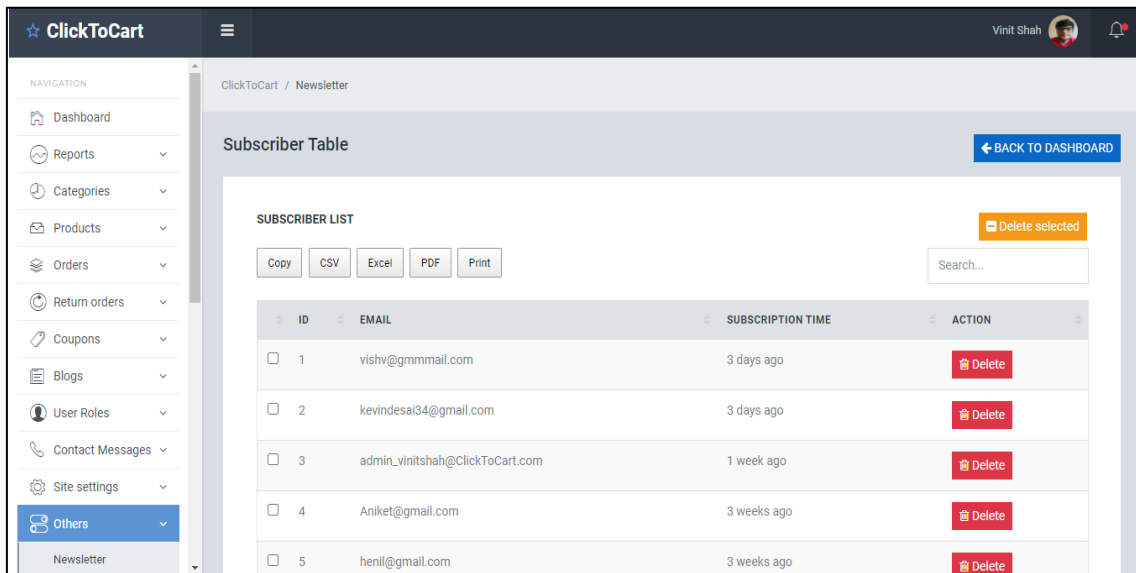 ClickToCart
Vinit Shah
NAVIGATION
Dashboard
Reports
Categories
Products
Orders
Return orders
Coupons
Blogs
User Roles
Contact Messages
Site settings
Others
Newsletter
ClickToCart / Newsletter
Subscriber Table
BACK TO DASHBOARD
SUBSCRIBER LIST
Delete selected
Copy CSV Excel PDF Print
Search...
ID EMAIL SUBSCRIPTION TIME ACTION
1 vishv@gmmmail.com 3 days ago Delete
2 kevindesai34@gmail.com 3 days ago Delete
3 admin_vinitshah@ClickToCart.com 1 week ago Delete
4 Aniket@gmail.com 3 weeks ago Delete
5 henil@gmail.com 3 weeks ago Delete